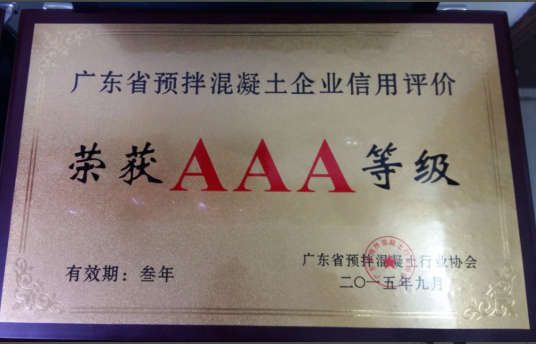 广东省预拌混凝土企业信用评价
荣获AAA等级
有效期：叁年
广东省预拌混凝土行业协会
二〇一五年九月